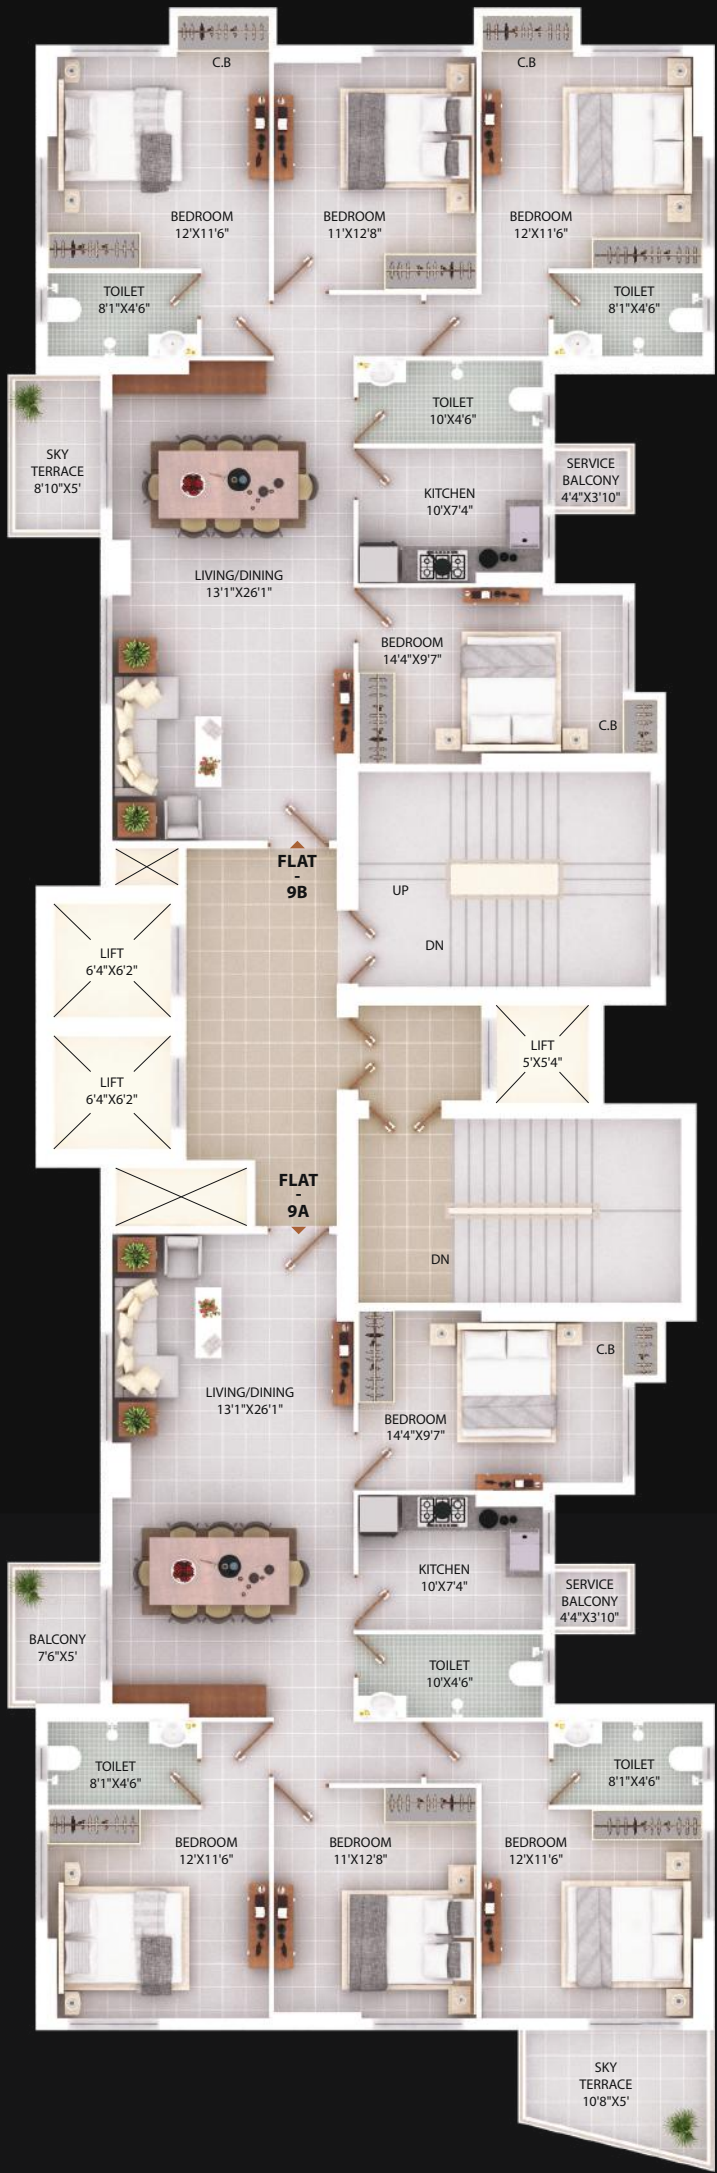 C.B
C.B
BEDROOM
12'X11'6"
BEDROOM
11'X12'8"
BEDROOM
12'X11'6"
TOILET
8'1"X4'6"
TOILET
8'1"X4'6"
TOILET
10'X4'6"
SKY
TERRACE
8'10"X5'
SERVICE
BALCONY
4'4"X3'10"
KITCHEN
10'X7'4"
LIVING/DINING
13'1"X26'1"
BEDROOM
14'4"X9'7"
C.B
FLAT
-
9B
UP
DN
LIFT
6'4"X6'2"
LIFT
5'X5'4"
LIFT
6'4"X6'2"
FLAT
-
9A
DN
C.B
LIVING/DINING
13'1"X26'1"
BEDROOM
14'4"X9'7"
KITCHEN
10'X7'4"
SERVICE
BALCONY
4'4"X3'10"
BALCONY
7'6"X5'
TOILET
10'X4'6"
TOILET
8'1"X4'6"
TOILET
8'1"X4'6"
BEDROOM
12'X11'6"
BEDROOM
11'X12'8"
BEDROOM
12'X11'6"
SKY
TERRACE
10'8"X5'